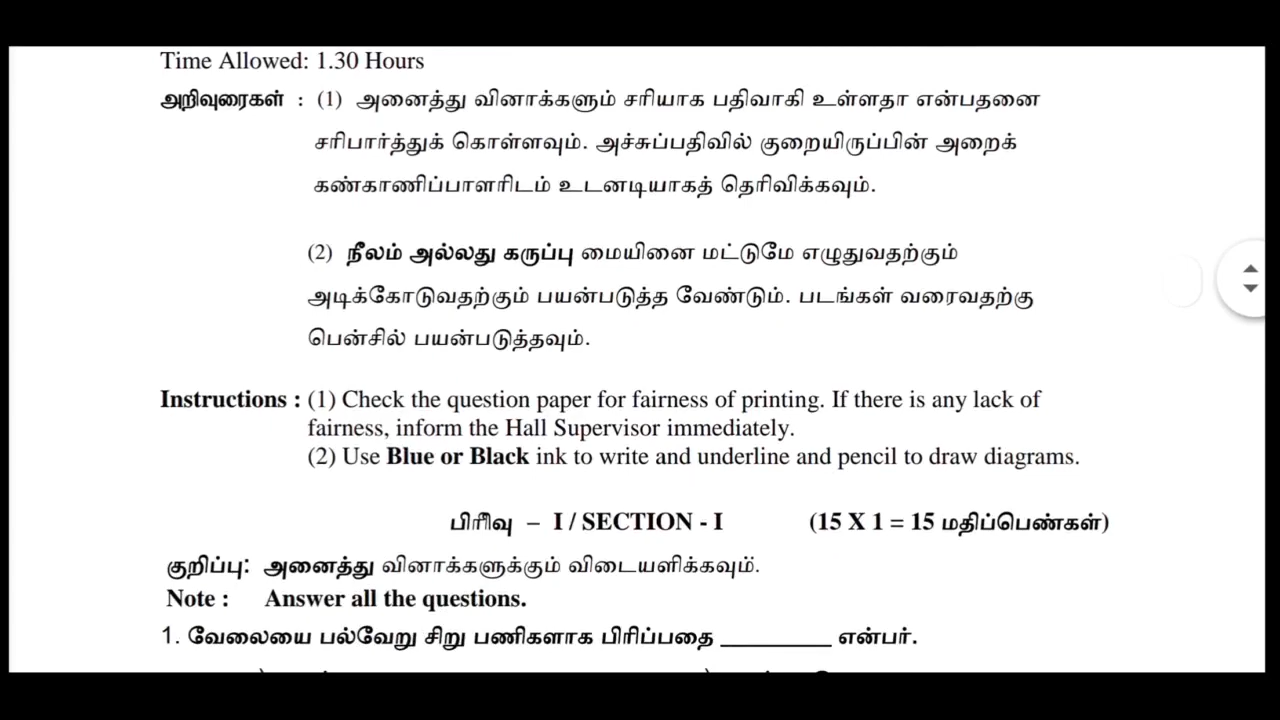 Time Allowed: 1.30 Hours
அறிவுரைகள் : (1) அனைத்து வினாக்களும் சரியாக பதிவாகி உள்ளதா என்பதனை
சரிபார்த்துக் கொள்ளவும். அச்சுப்பதிவில் குறையிருப்பின் அறைக்
கண்காணிப்பாளரிடம் உடனடியாகத் தெரிவிக்கவும்.
(2) நீலம் அல்லது கருப்பு மையினை மட்டுமே எழுதுவதற்கும்
அடிக்கோடுவதற்கும் பயன்படுத்த வேண்டும். படங்கள் வரைவதற்கு
பென்சில் பயன்படுத்தவும்.
Instructions : (1) Check the question paper for fairness of printing. If there is any lack of
fairness, inform the Hall Supervisor immediately.
(2) Use Blue or Black ink to write and underline and pencil to draw diagrams.
பிரிவு – I / SECTION - I (15 X 1 = 15 மதிப்பெண்கள்)
குறிப்பு: அனைத்து வினாக்களுக்கும் விடையளிக்கவும்.
Note : Answer all the questions.
1. வேலையை பல்வேறு சிறு பணிகளாக பிரிப்பதை _________ என்பர்.